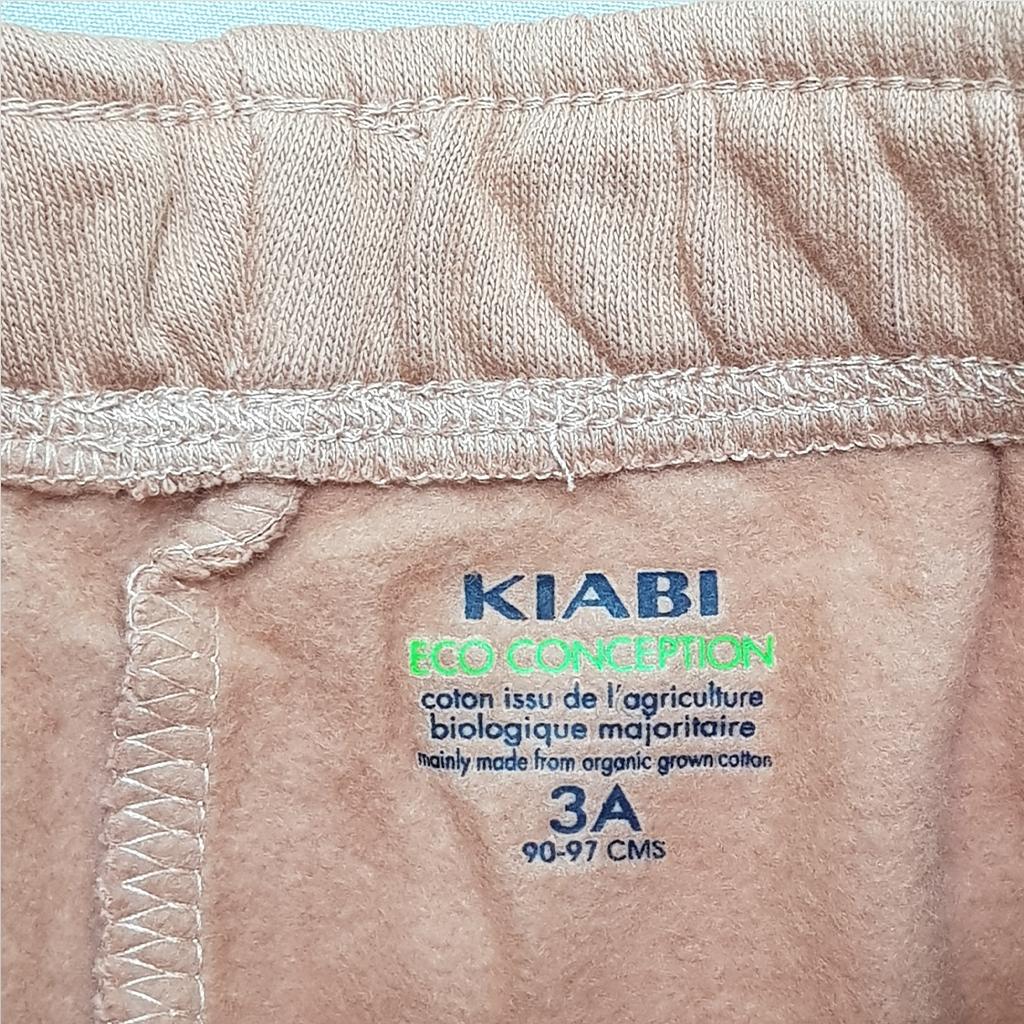 KIABI
ECO CONCEPTION
coton issu de l'agriculture
biologique majoritaire
mainly made from organic grown cotton
3A
90-97 CMS